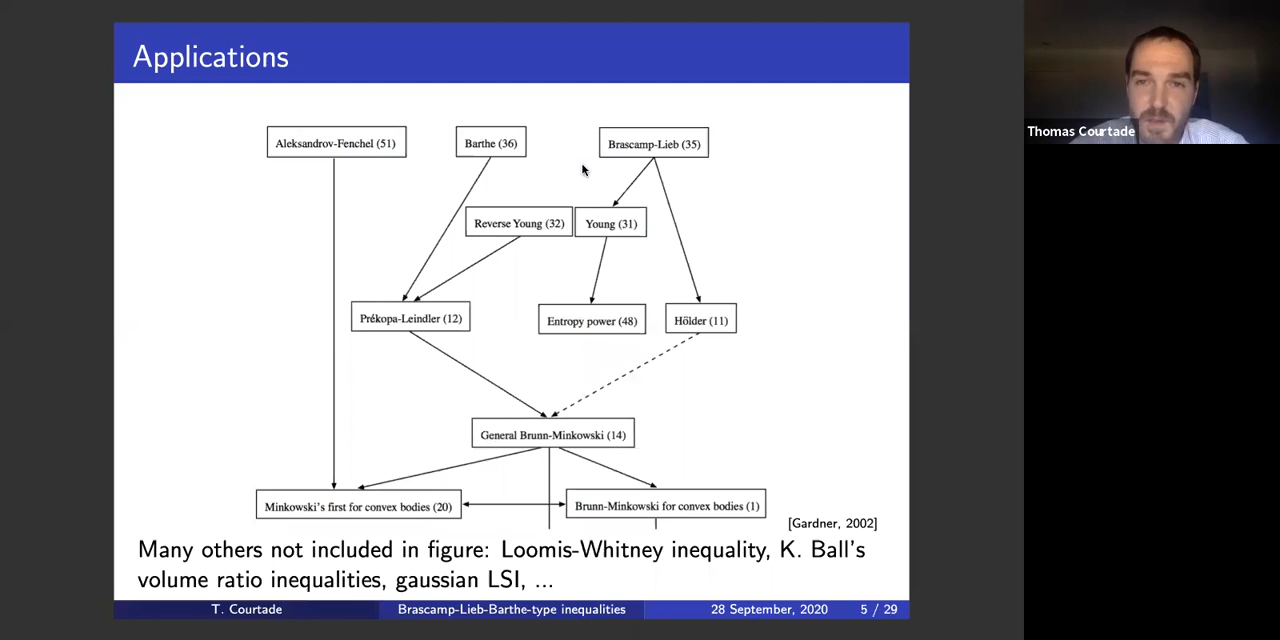 Applications
Thomas Courtade
Aleksandrov-Fenchel (51)
Barthe (36)
Brascamp-Lieb (35)
Reverse Young (32)
Young (31)
Prékopa-Leindler (12)
Entropy power (48)
Hölder (11)
General Brunn-Minkowski (14)
Minkowski's first for convex bodies (20)
Brunn-Minkowski for convex bodies (1)
[Gardner, 2002]
Many others not included in figure: Loomis-Whitney inequality, K. Ball's
volume ratio inequalities, gaussian LSI, ...
T. Courtade
Brascamp-Lieb-Barthe-type inequalities
28 September, 2020
5 / 29